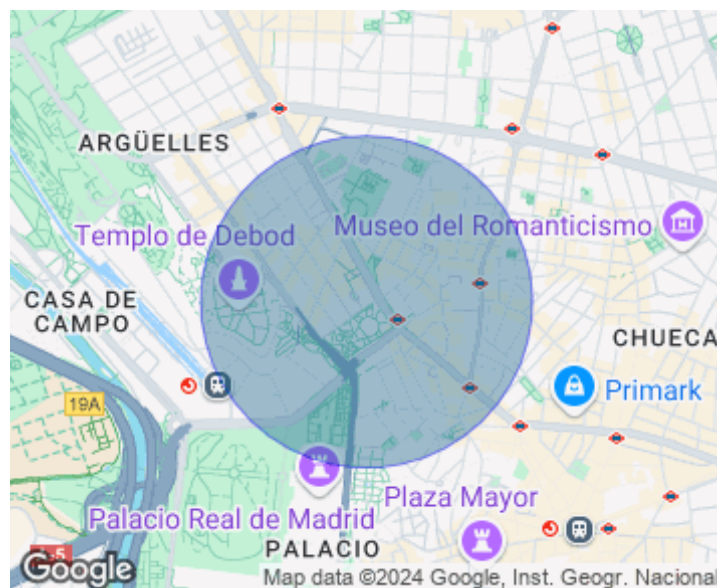 ARGÜELLES
Museo del Romanticismo
Templo de Debod
CASA DE
CAMPO
CHUECA
19A
Primark
Plaza Mayor
Palacio Real de Madrid
PALACIO
Google
Map data ©2024 Google, Inst. Geogr. Nacional